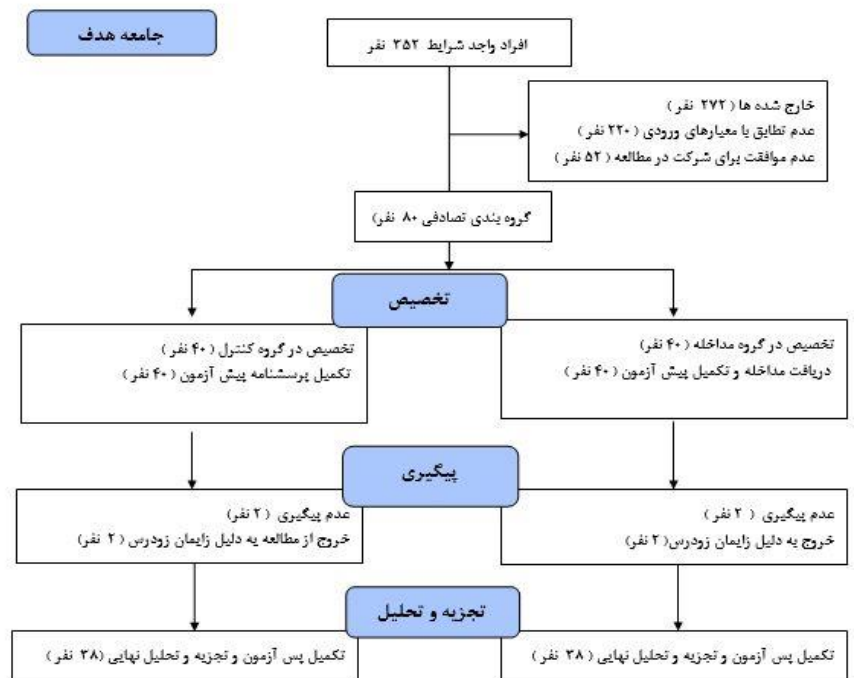 جامعه هدف
افراد واجد شرایط ۳۵۲ نفر
خارج شده ها ( ۲۷۲ نفر )
عدم تطابق با معیارهای ورودی ( ۲۲۰ نفر )
عدم موافقت برای شرکت در مطالعه ( ۵۲ نفر )
گروه بندی تصادفی ۸۰ نفر)
تخصیص
تخصیص در گروه مداخله ( ۴۰ نفر)
دریافت مداخله و تکمیل پیش آزمون ( ۴۰ نفر )
تخصیص در گروه کنترل ( ۴۰ نفر )
تکمیل پرسشنامه پیش آزمون ( ۴۰ نفر )
پیگیری
عدم پیگیری ( ۲ نفر )
خروج به دلیل زایمان زودرس( ۲ نفر)
عدم پیگیری ( ۲ نفر)
خروج از مطالعه به دلیل زایمان زودرس ( ۲ نفر )
تجزیه و تحلیل
تکمیل پس آزمون و تجزیه و تحلیل نهایی ( ۳۸ نفر )
تکمیل پس آزمون و تجزیه و تحلیل نهایی (۳۸ نفر )